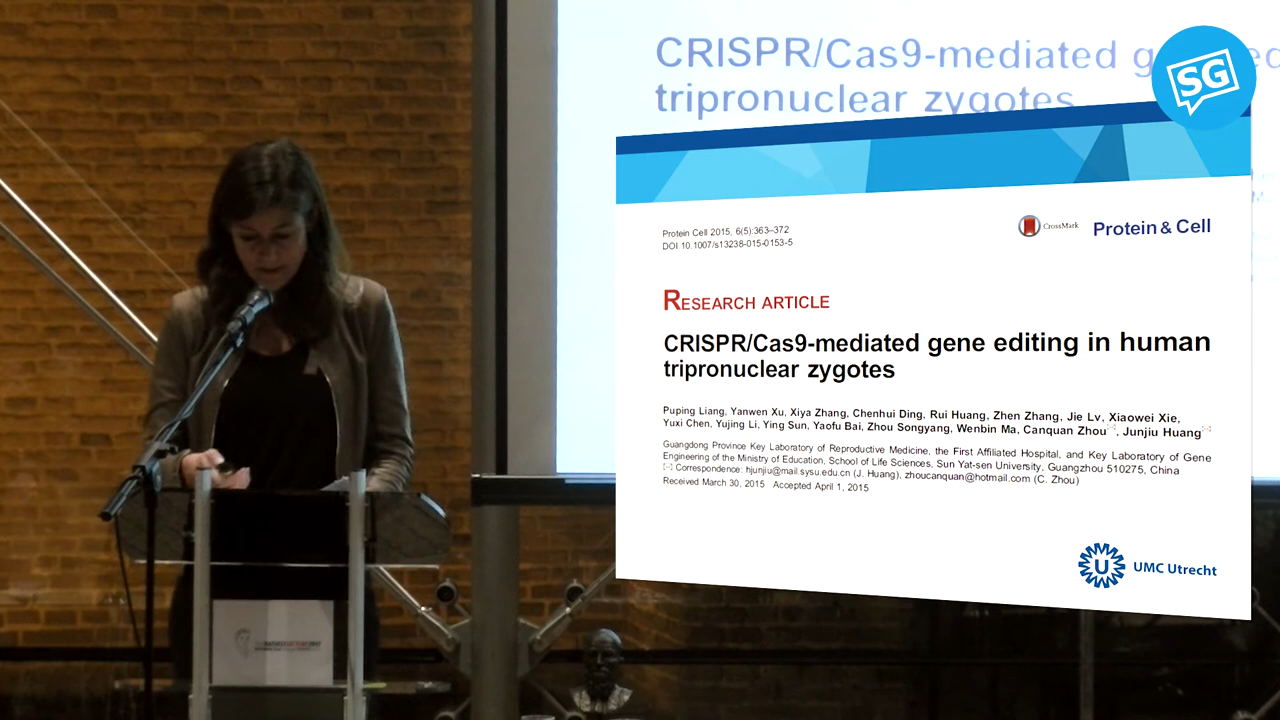 CRISPR/Cas9-mediated g
ed
tripronuclear zygotes
SG
Protein Cell 2015, 6(5):363–372
DOI 10.1007/s13238-015-0153-5
CrossMark
Protein & Cell
RESEARCH ARTICLE
CRISPR/Cas9-mediated gene editing in human
tripronuclear zygotes
Puping Liang, Yanwen Xu, Xiya Zhang, Chenhui Ding, Rui Huang, Zhen Zhang, Jie Lv, Xiaowei Xie,
Yuxi Chen, Yujing Li, Ying Sun, Yaofu Bai, Zhou Songyang, Wenbin Ma, Canquan Zhou✉, Junjiu Huang✉
Guangdong Province Key Laboratory of Reproductive Medicine, the First Affiliated Hospital, and Key Laboratory of Gene
Engineering of the Ministry of Education, School of Life Sciences, Sun Yat-sen University, Guangzhou 510275, China
✉ Correspondence: hjunjiu@mail.sysu.edu.cn (J. Huang), zhoucanquan@hotmail.com (C. Zhou)
Received March 30, 2015 Accepted April 1, 2015
U
UMC Utrecht